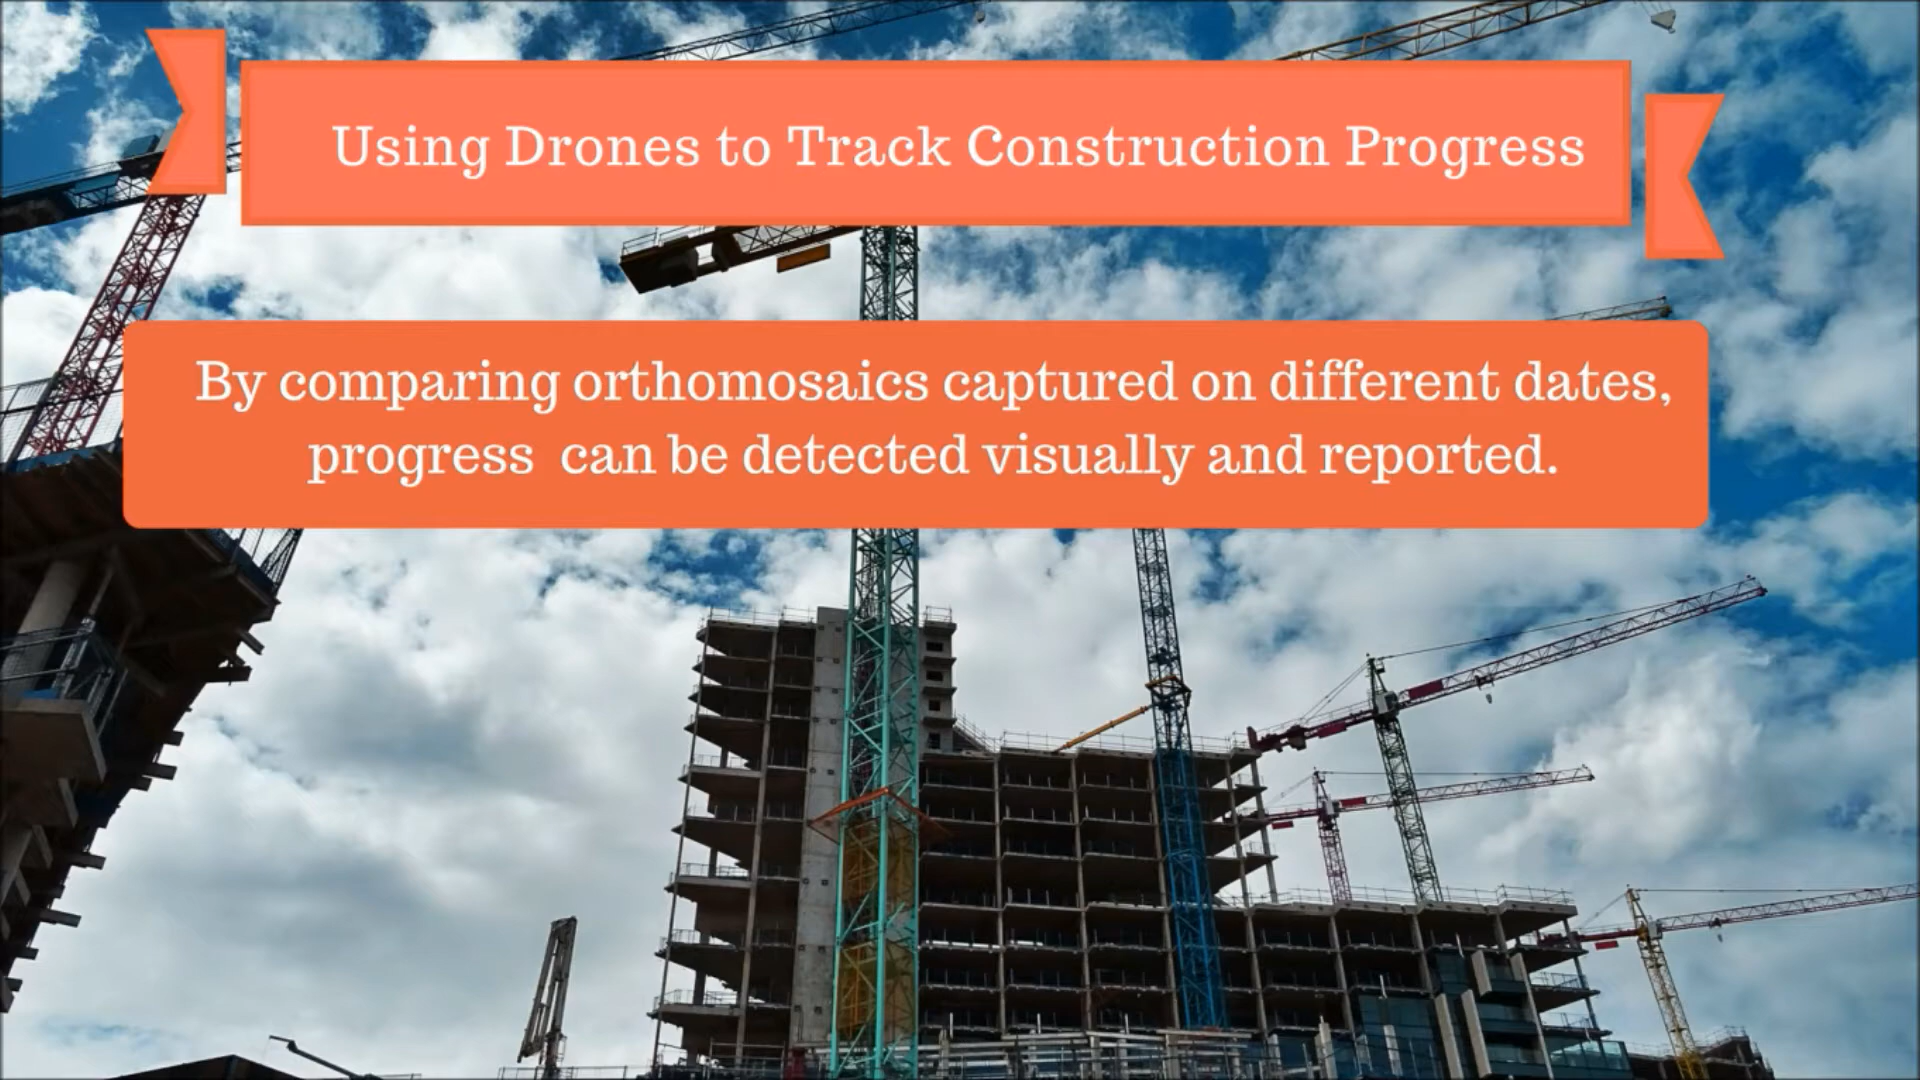 Using Drones to Track Construction Progress
By comparing orthomosaics captured on different dates,
progress  can be detected visually and reported.